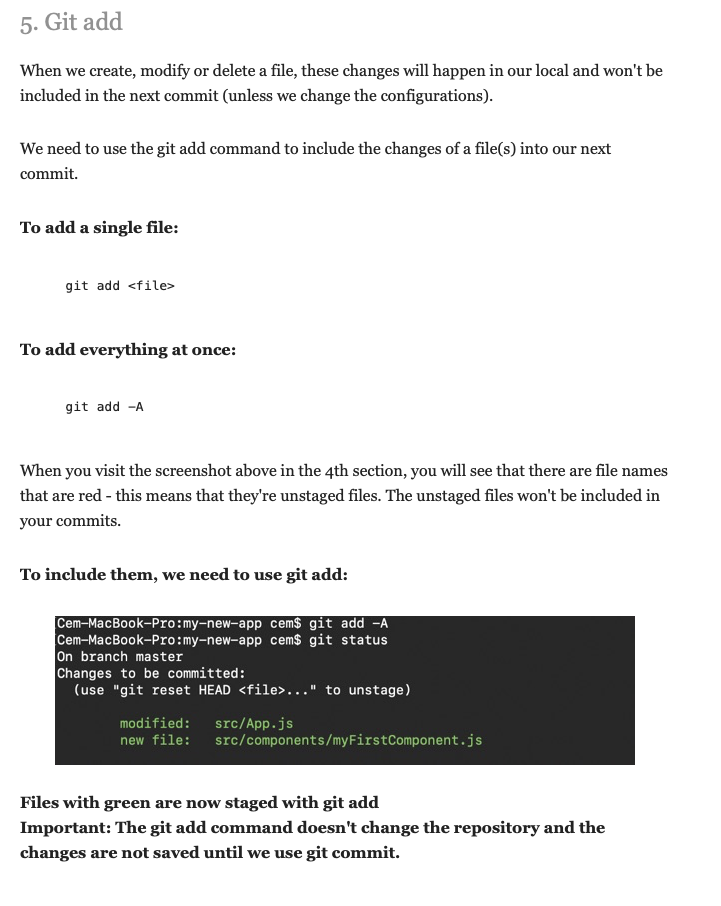 5. Git add
When we create, modify or delete a file, these changes will happen in our local and won't be
included in the next commit (unless we change the configurations).
We need to use the git add command to include the changes of a file(s) into our next
commit.
To add a single file:
git add <file>
To add everything at once:
git add -A
When you visit the screenshot above in the 4th section, you will see that there are file names
that are red - this means that they're unstaged files. The unstaged files won't be included in
your commits.
To include them, we need to use git add:
Cem-MacBook-Pro:my-new-app cem$ git add -A
Cem-MacBook-Pro:my-new-app cem$ git status
On branch master
Changes to be committed:
  (use "git reset HEAD <file>..." to unstage)
modified:   src/App.js
new file:   src/components/myFirstComponent.js
Files with green are now staged with git add
Important: The git add command doesn't change the repository and the
changes are not saved until we use git commit.